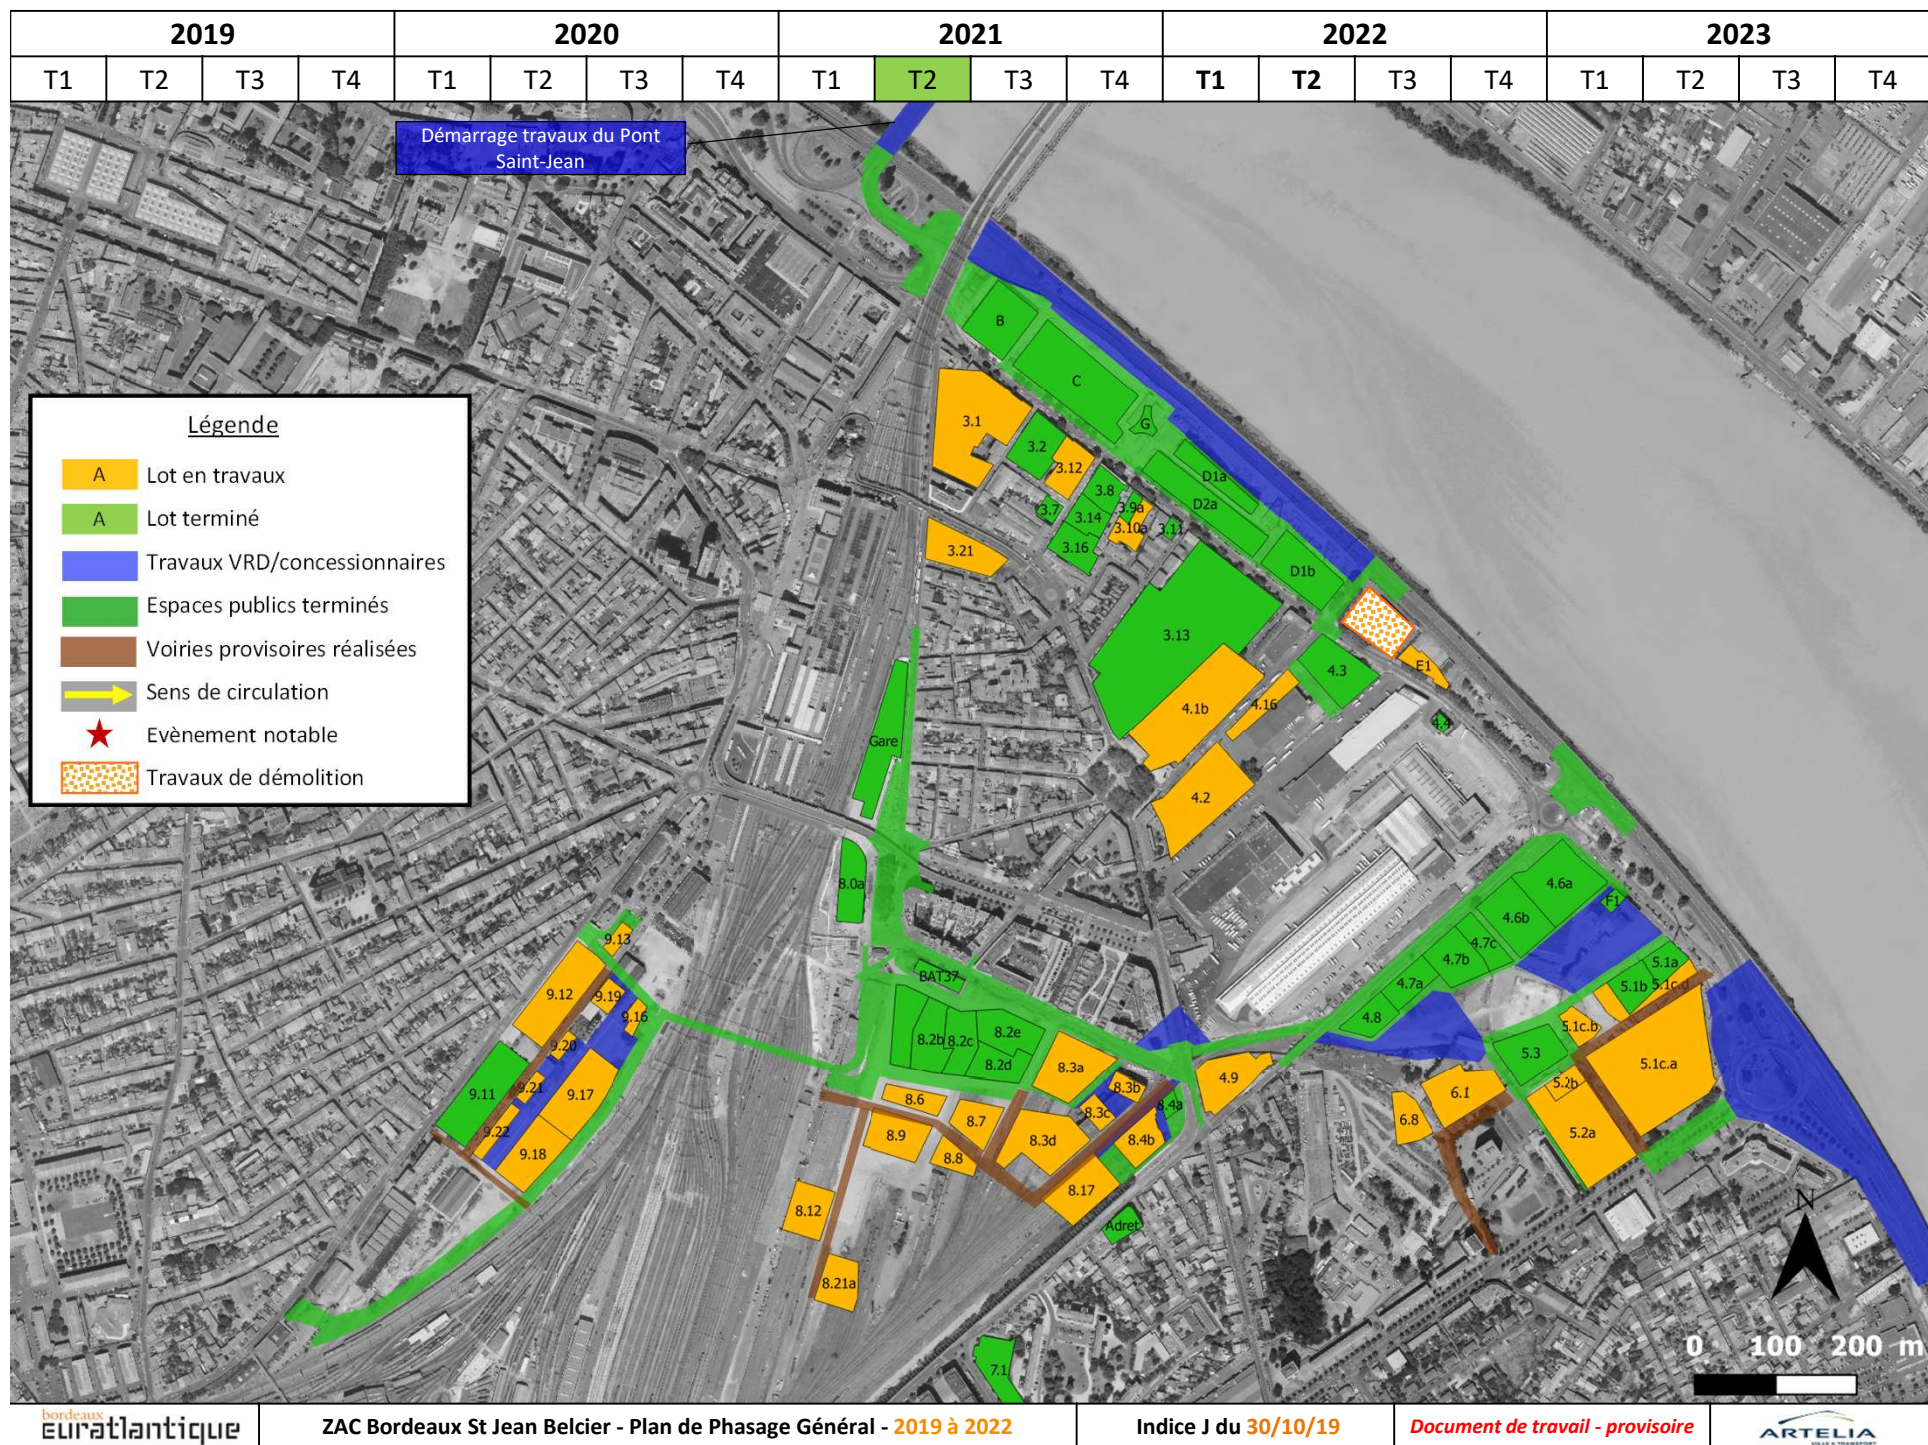 2019 2020 2021 2022 2023
T1 T2 T3 T4 T1 T2 T3 T4 T1 T2 T3 T4 T1 T2 T3 T4 T1 T2 T3 T4
Démarrage travaux du Pont
Saint-Jean
Légende
A Lot en travaux
A Lot terminé
Travaux VRD/concessionnaires
Espaces publics terminés
Voiries provisoires réalisées
Sens de circulation
Evènement notable
Travaux de démolition
B
C
G
3.1
3.2
3.12
3.8
3.7
3.14
3.9a
3.10a
3.11
3.16
3.21
D1a
D2a
D1b
3.13
4.3
E1
4.4
4.1b
4.16
4.2
Gare
8.0a
4.6a
F1
4.6b
4.7c
4.7b
4.7a
4.8
5.1a
5.1b
5.1c.d
5.1c.b
5.1c.a
5.3
5.2b
5.2a
6.1
6.8
4.9
9.13
9.12
9.19
9.16
9.20
9.21
9.17
9.11
9.22
9.18
BAT37
8.2b
8.2c
8.2e
8.2d
8.3a
8.3b
8.3c
8.4a
8.4b
8.3d
8.6
8.7
8.9
8.8
8.17
8.12
8.21a
Adret
7.1
N
0 100 200 m
bordeaux
euratlantique
ZAC Bordeaux St Jean Belcier - Plan de Phasage Général - 2019 à 2022
Indice J du 30/10/19
Document de travail - provisoire
ARTELIA
VILLE & TRANSPORT